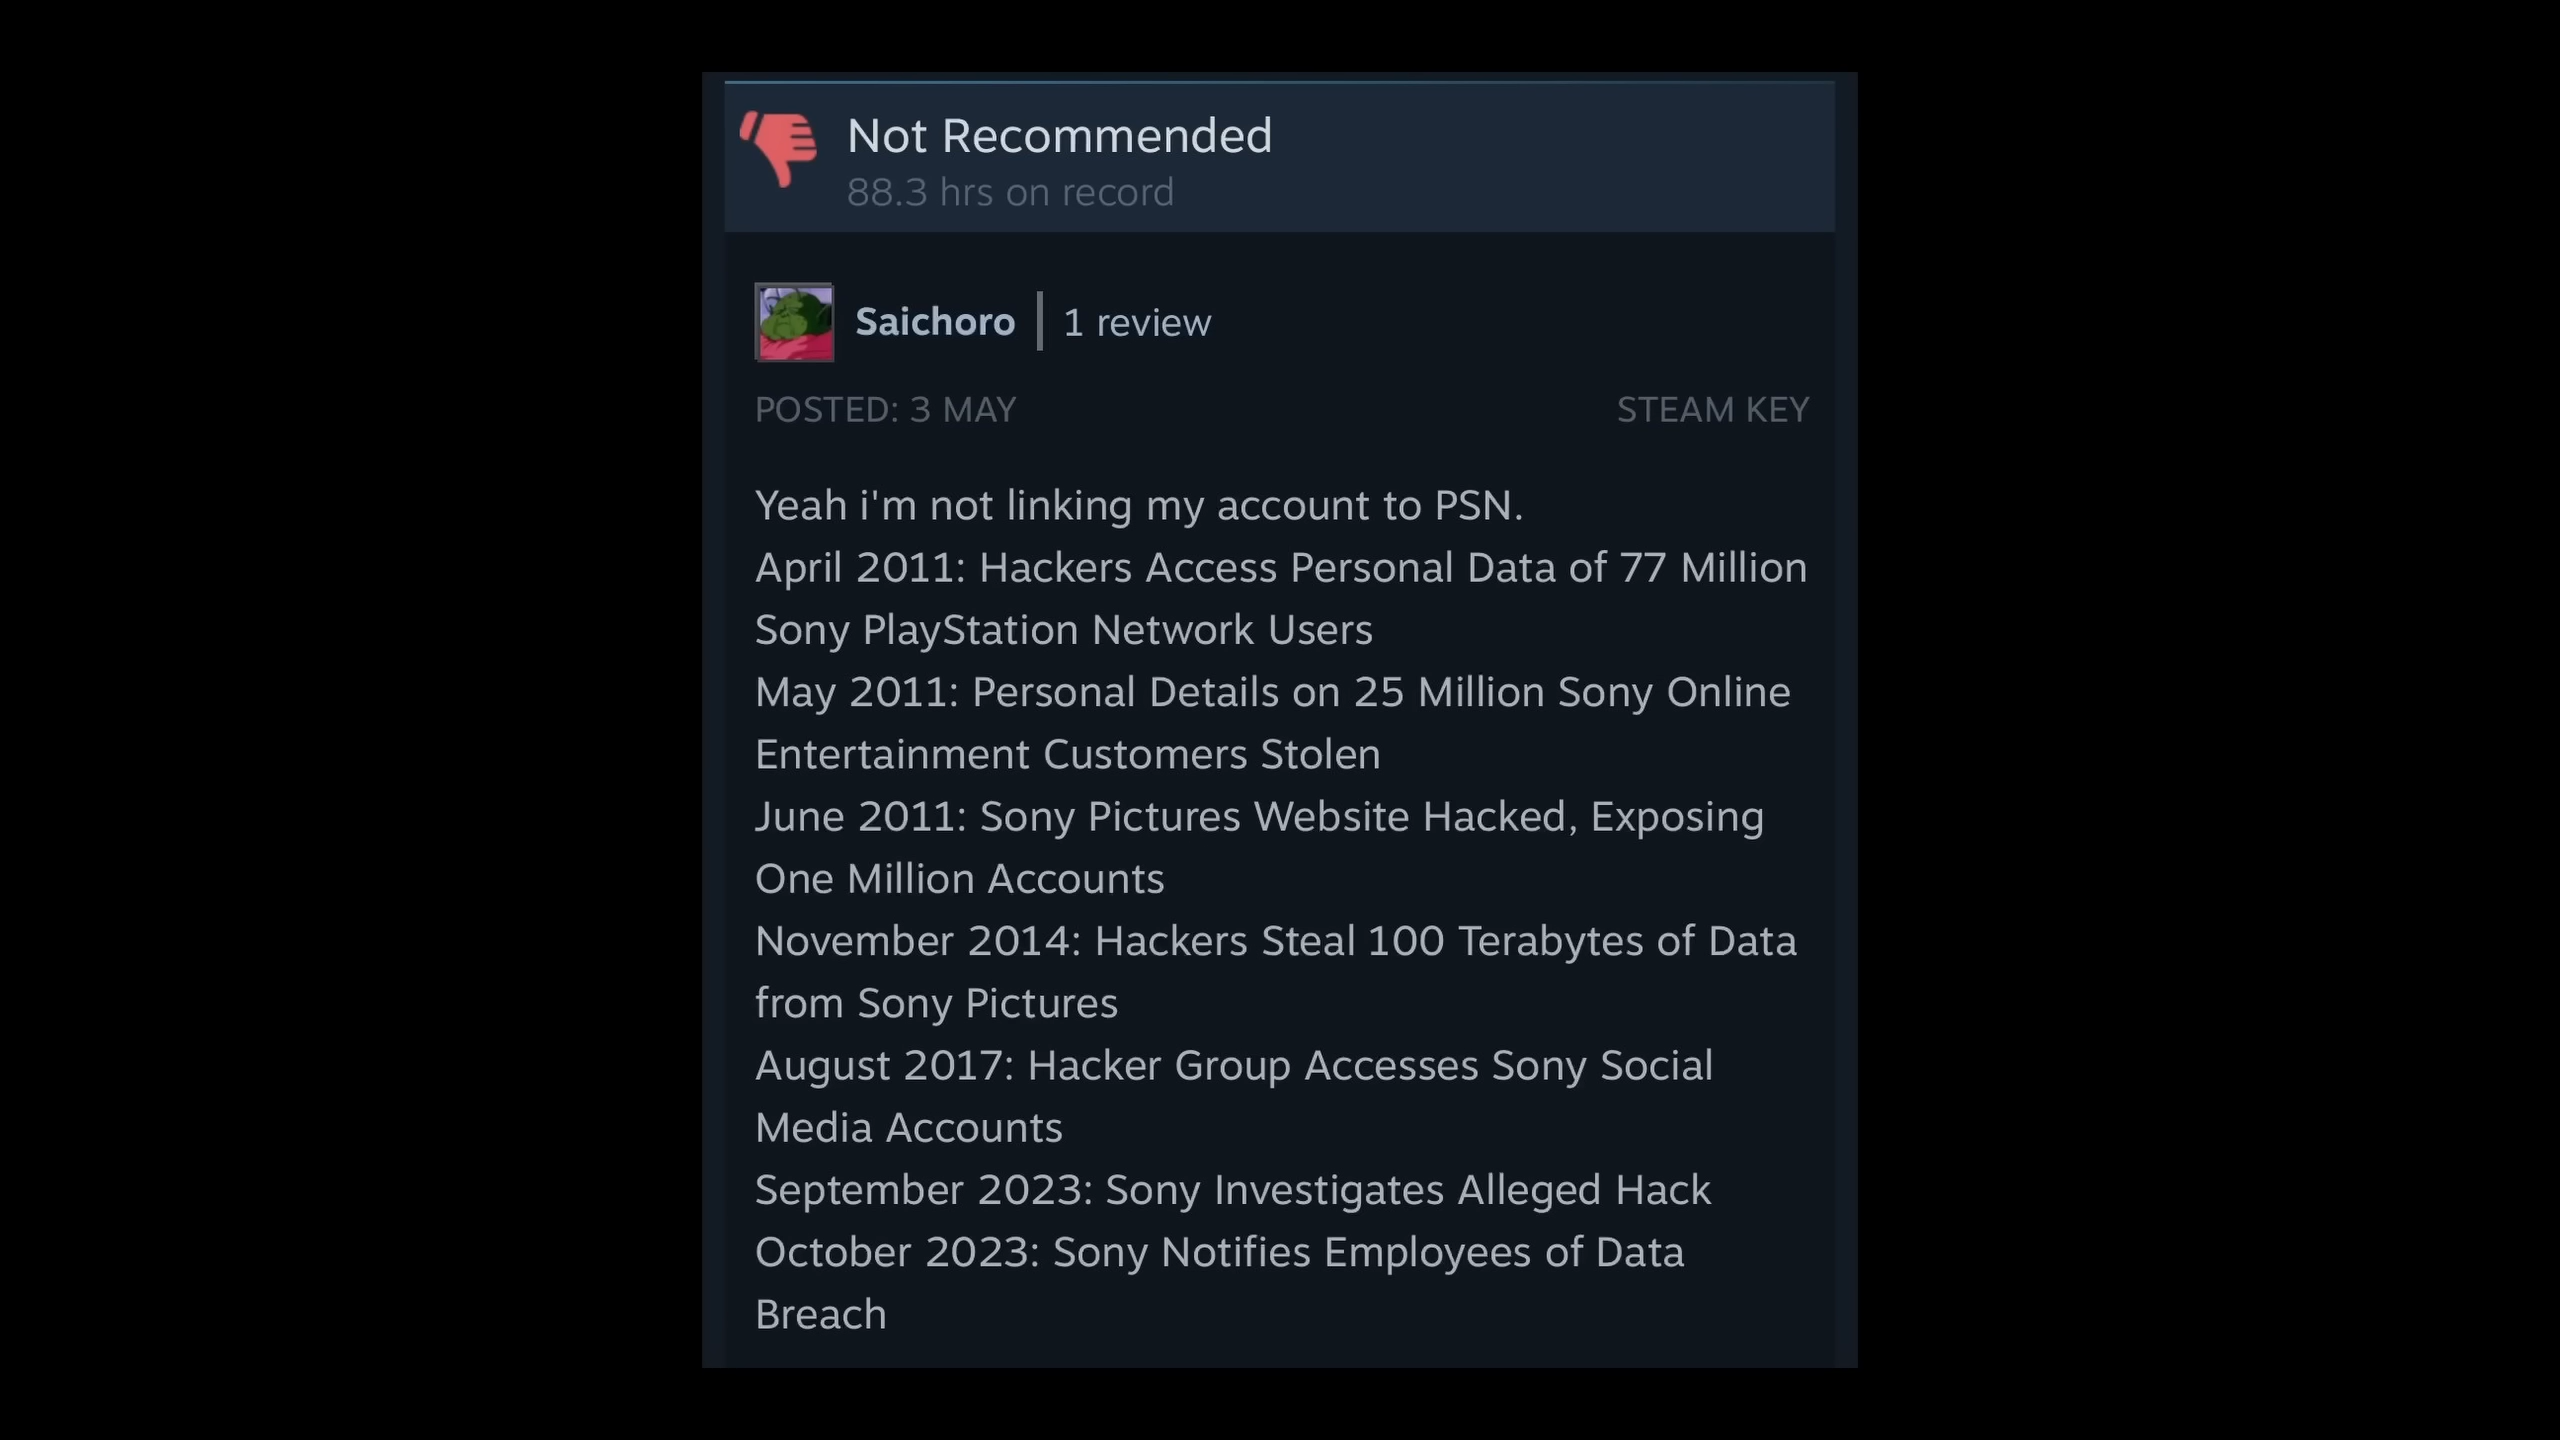 Not Recommended
88.3 hrs on record
Saichoro | 1 review
POSTED: 3 MAY
STEAM KEY
Yeah i'm not linking my account to PSN.
April 2011: Hackers Access Personal Data of 77 Million
Sony PlayStation Network Users
May 2011: Personal Details on 25 Million Sony Online
Entertainment Customers Stolen
June 2011: Sony Pictures Website Hacked, Exposing
One Million Accounts
November 2014: Hackers Steal 100 Terabytes of Data
from Sony Pictures
August 2017: Hacker Group Accesses Sony Social
Media Accounts
September 2023: Sony Investigates Alleged Hack
October 2023: Sony Notifies Employees of Data
Breach